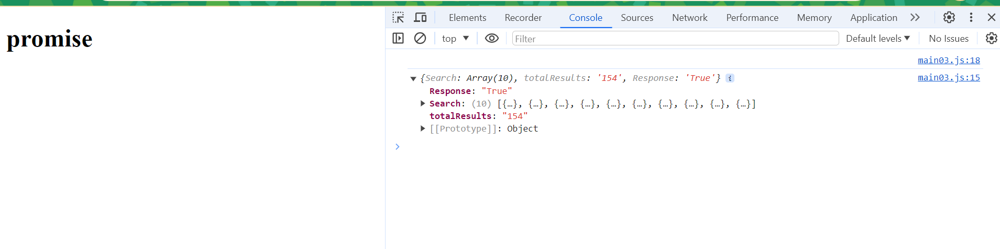 promise
Elements Recorder Console Sources Network Performance Memory Application
top Filter Default levels No Issues
main03.js:18
{Search: Array(10), totalResults: '154', Response: 'True'} i main03.js:15
Response: "True"
Search: (10) [{…}, {…}, {…}, {…}, {…}, {…}, {…}, {…}, {…}, {…}]
totalResults: "154"
[[Prototype]]: Object